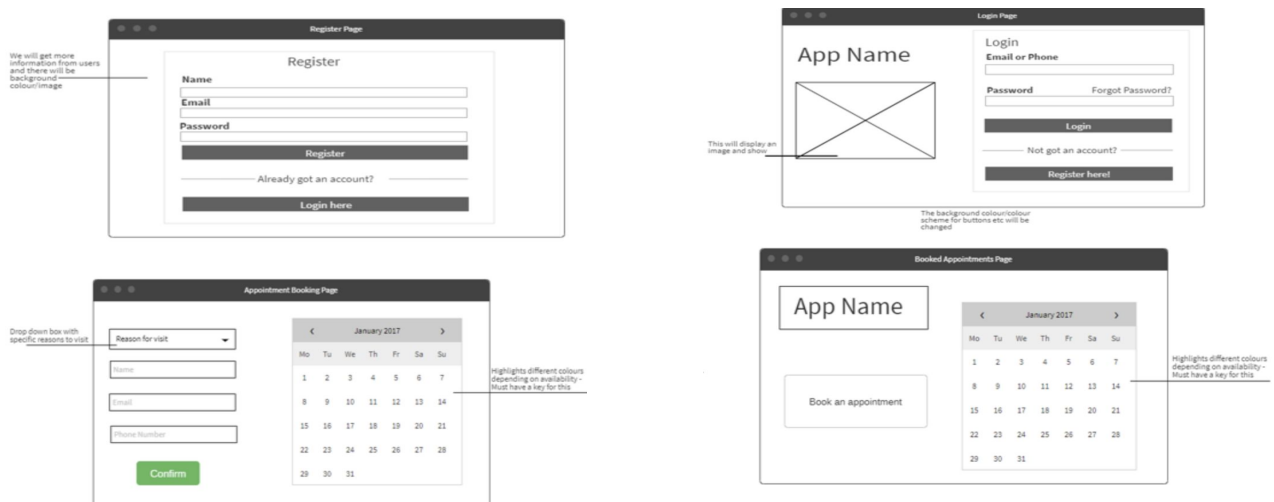 Register Page
We will get more
information from users
and there will be
background
colour/image
Register
Name
Email
Password
Register
Already got an account?
Login here
Login Page
App Name
This will display an
image and show
Login
Email or Phone
Password Forgot Password?
Login
Not got an account?
Register here!
The background colour/colour
scheme for buttons etc will be
changed
Appointment Booking Page
Drop down box with
specific reasons to visit
Reason for visit
Name
Email
Phone Number
Confirm
‹ January 2017 ›
Mo Tu We Th Fr Sa Su
1 2 3 4 5 6 7
8 9 10 11 12 13 14
15 16 17 18 19 20 21
22 23 24 25 26 27 28
29 30 31
Highlights different colours
depending on availability -
Must have a key for this
Booked Appointments Page
App Name
Book an appointment
‹ January 2017 ›
Mo Tu We Th Fr Sa Su
1 2 3 4 5 6 7
8 9 10 11 12 13 14
15 16 17 18 19 20 21
22 23 24 25 26 27 28
29 30 31
Highlights different colours
depending on availability -
Must have a key for this